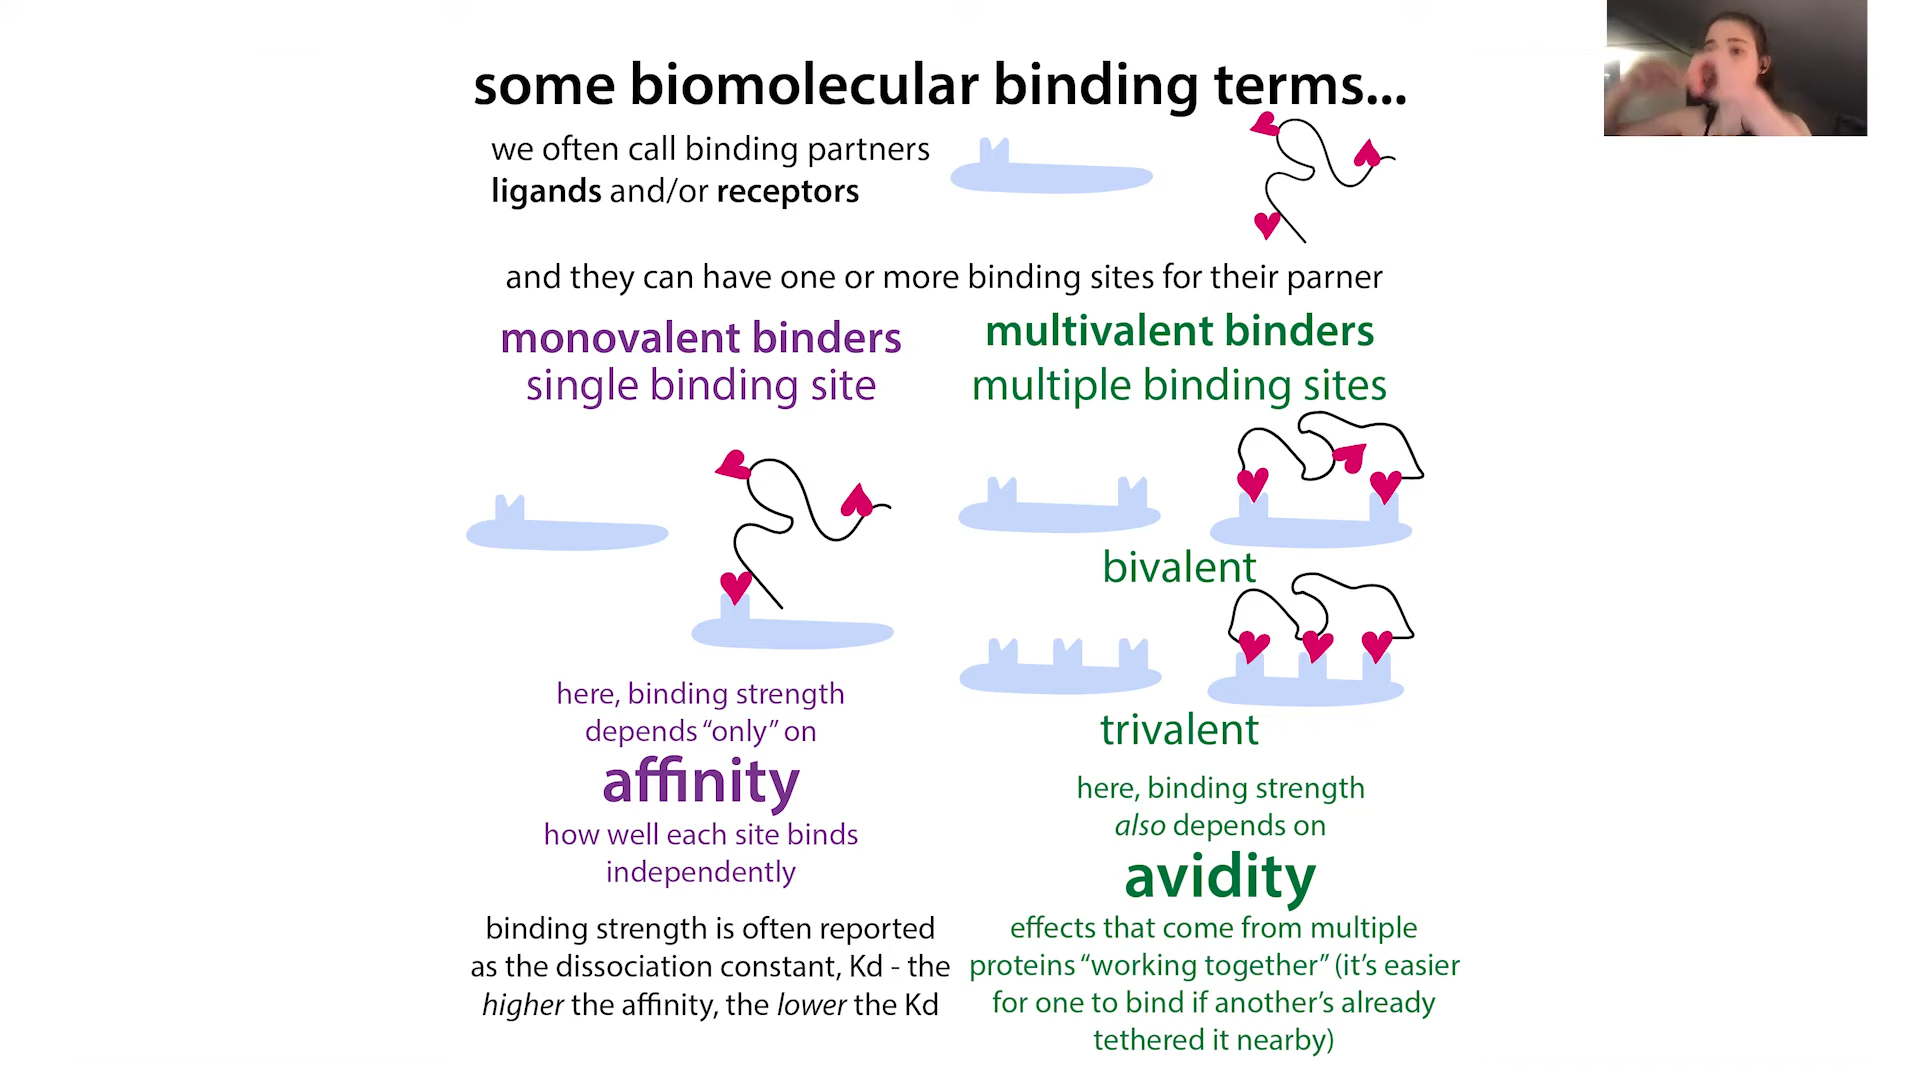 some biomolecular binding terms...
we often call binding partners
ligands and/or receptors
and they can have one or more binding sites for their parner
monovalent binders
single binding site
here, binding strength
depends “only” on
affinity
how well each site binds
independently
binding strength is often reported
as the dissociation constant, Kd - the
higher the affinity, the lower the Kd
multivalent binders
multiple binding sites
bivalent
trivalent
here, binding strength
also depends on
avidity
effects that come from multiple
proteins “working together” (it’s easier
for one to bind if another’s already
tethered it nearby)